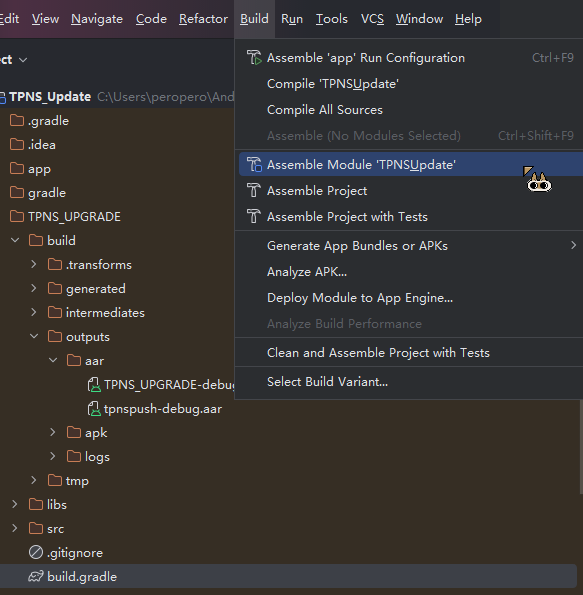 Edit View Navigate Code Refactor Build Run Tools VCS Window Help
ect
TPNS_Update C:\Users\peropero\And
.gradle
.idea
app
gradle
TPNS_UPGRADE
build
.transforms
generated
intermediates
outputs
aar
TPNS_UPGRADE-debug
tpnspush-debug.aar
apk
logs
tmp
libs
src
.gitignore
build.gradle
Assemble 'app' Run Configuration Ctrl+F9
Compile 'TPNSUpdate'
Compile All Sources
Assemble (No Modules Selected) Ctrl+Shift+F9
Assemble Module 'TPNSUpdate'
Assemble Project
Assemble Project with Tests
Generate App Bundles or APKs
Analyze APK...
Deploy Module to App Engine...
Analyze Build Performance
Clean and Assemble Project with Tests
Select Build Variant...